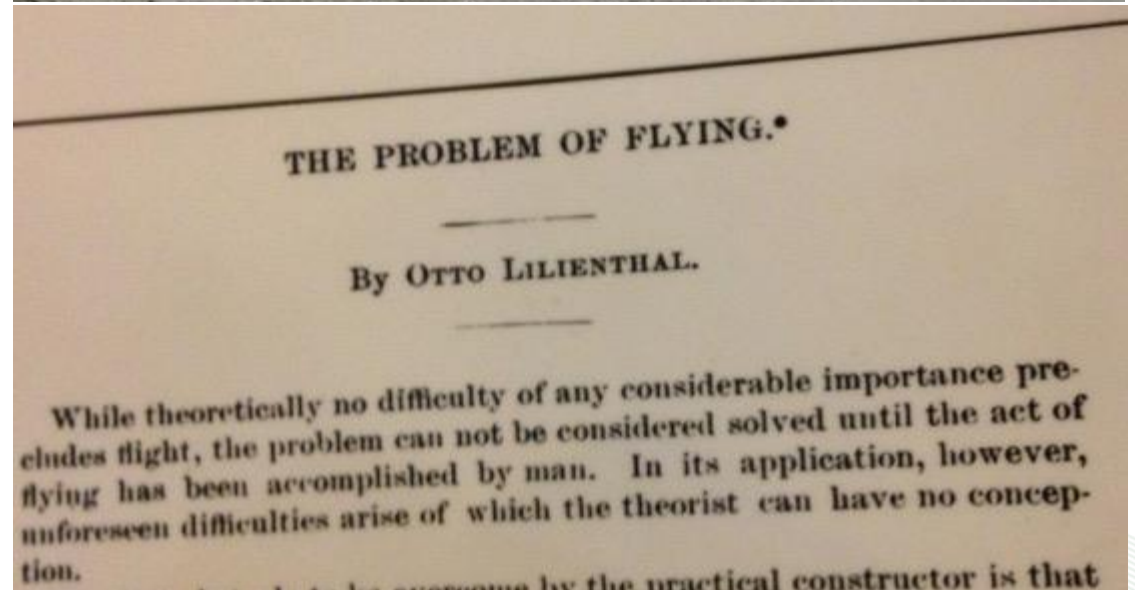 THE PROBLEM OF FLYING.*
By OTTO LILIENTHAL.
While theoretically no difficulty of any considerable importance pre-
cludes flight, the problem can not be considered solved until the act of
flying has been accomplished by man. In its application, however,
unforeseen difficulties arise of which the theorist can have no concep-
tion.
to be overcome by the practical constructor is that